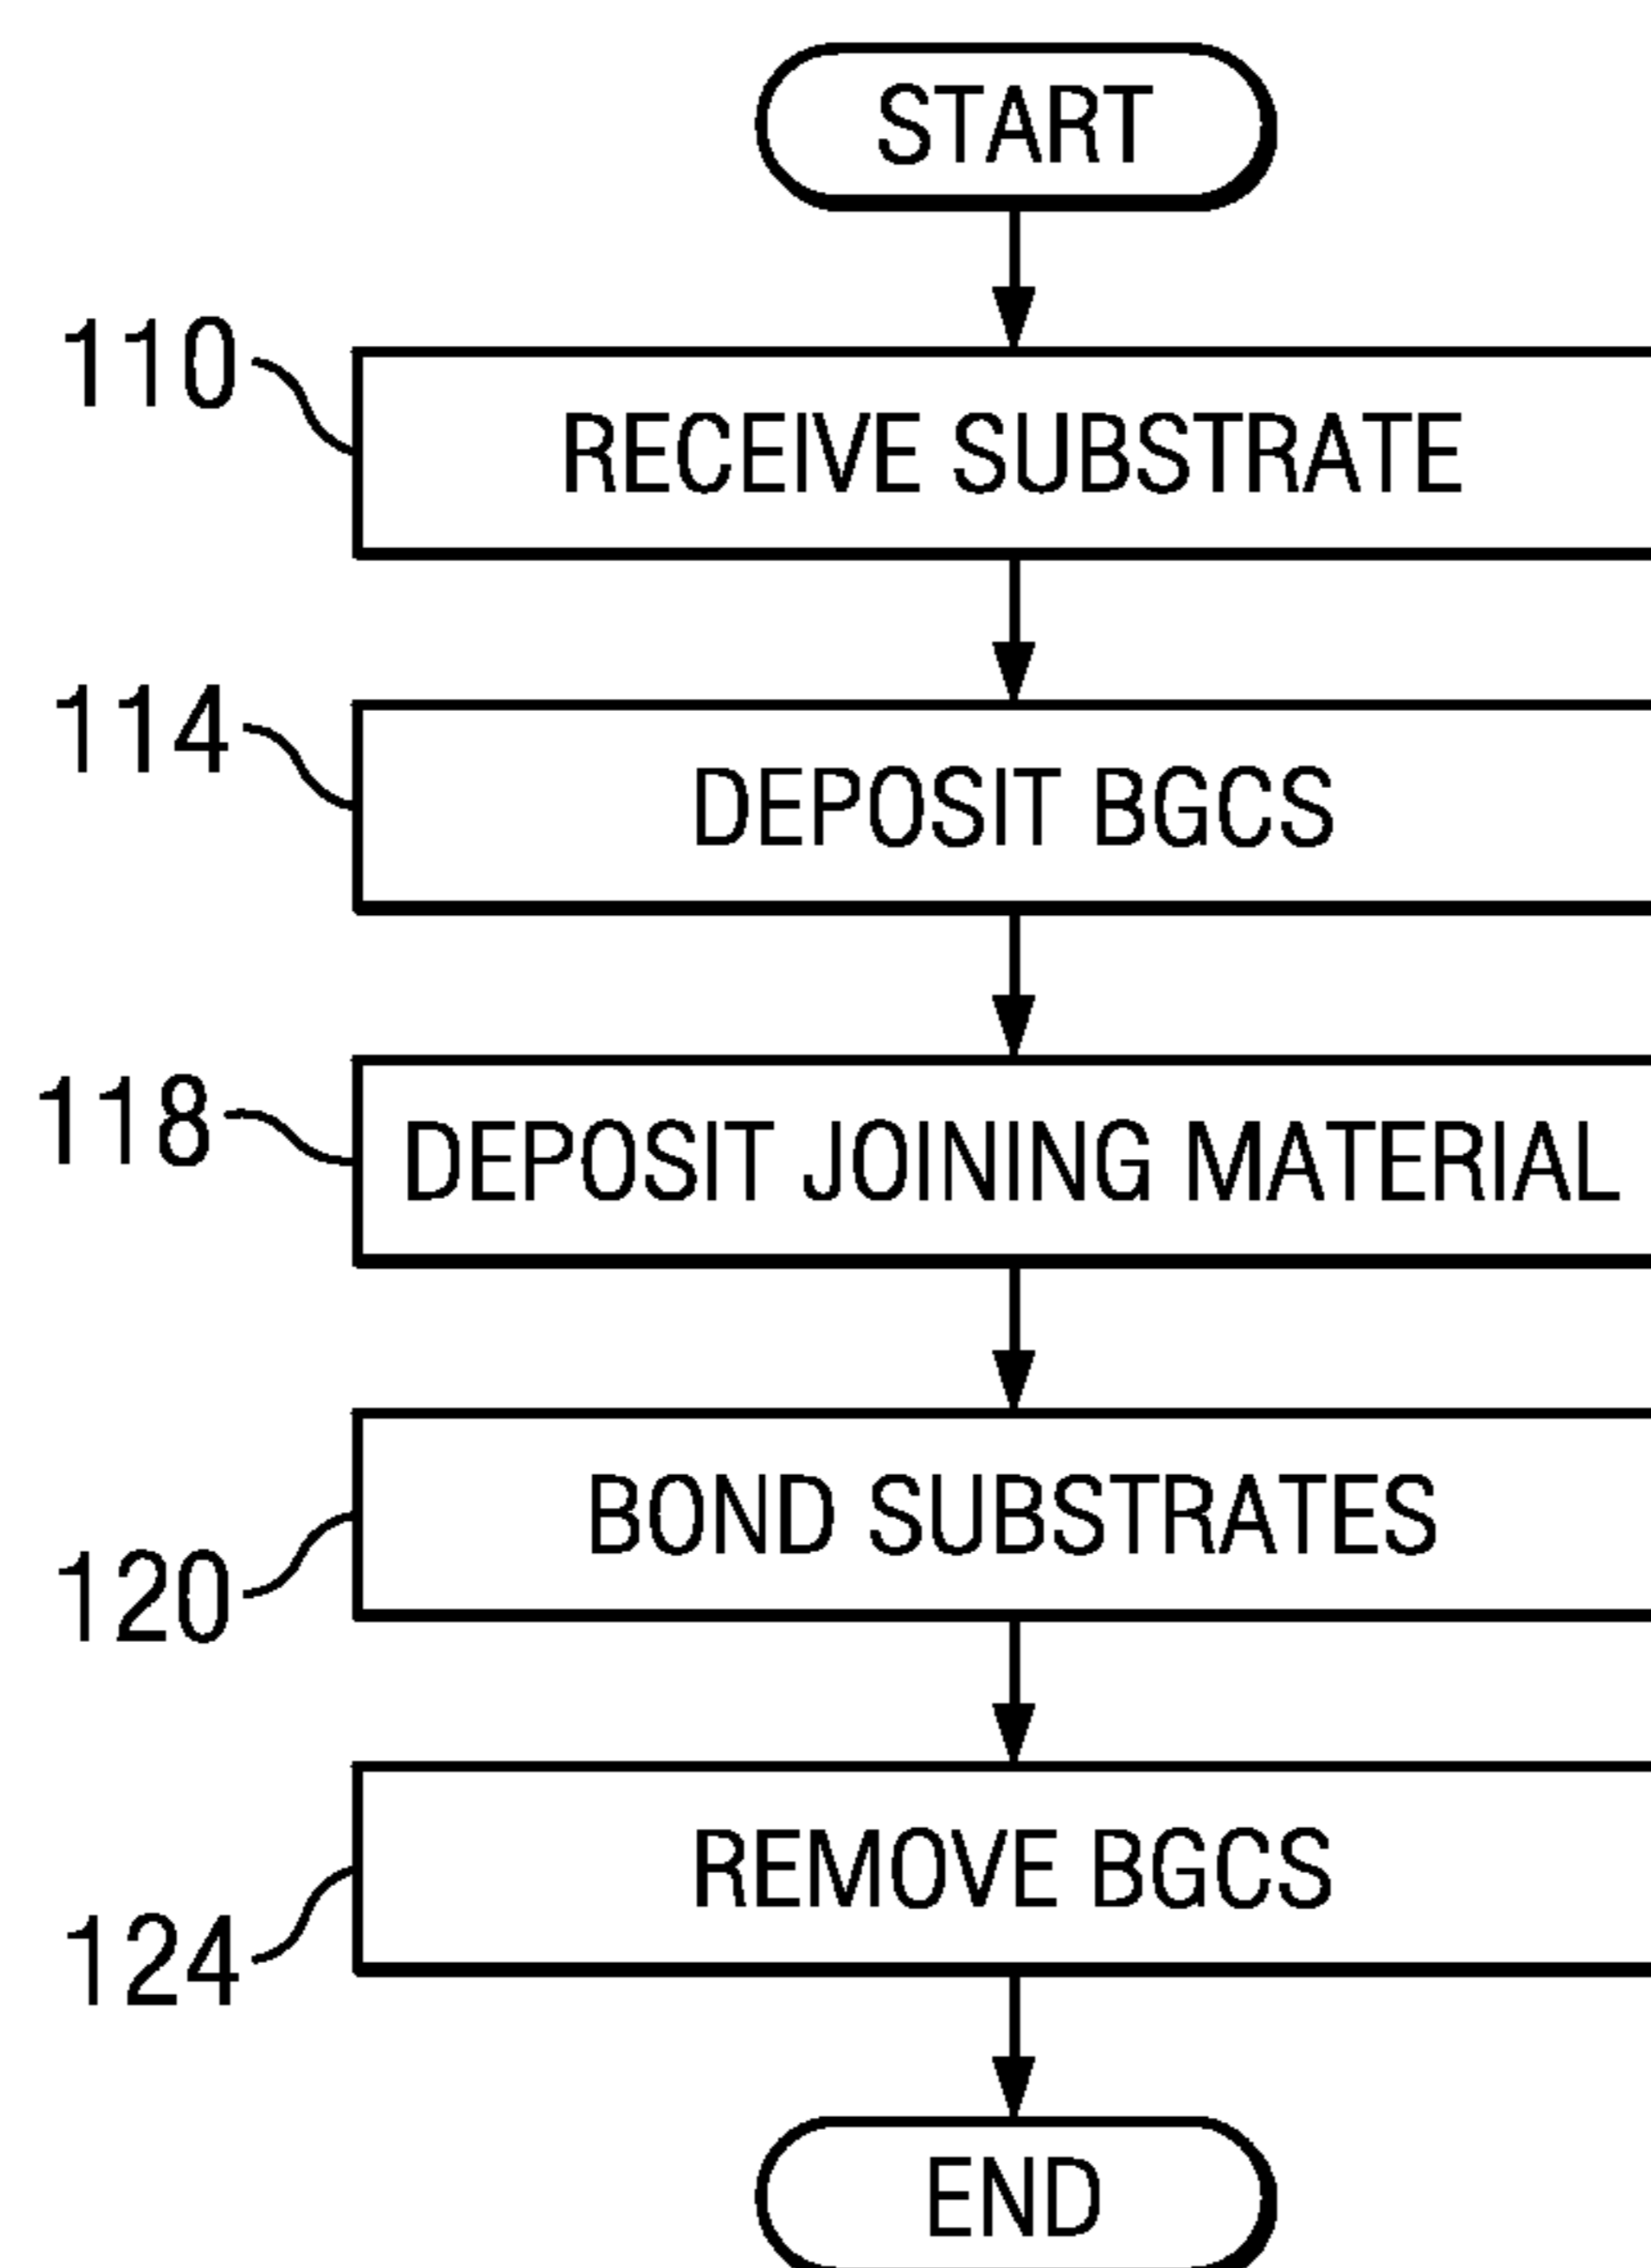 START
110
RECEIVE SUBSTRATE
114
DEPOSIT BGCS
118
DEPOSIT JOINING MATERIAL
BOND SUBSTRATES
120
REMOVE BGCS
124
END